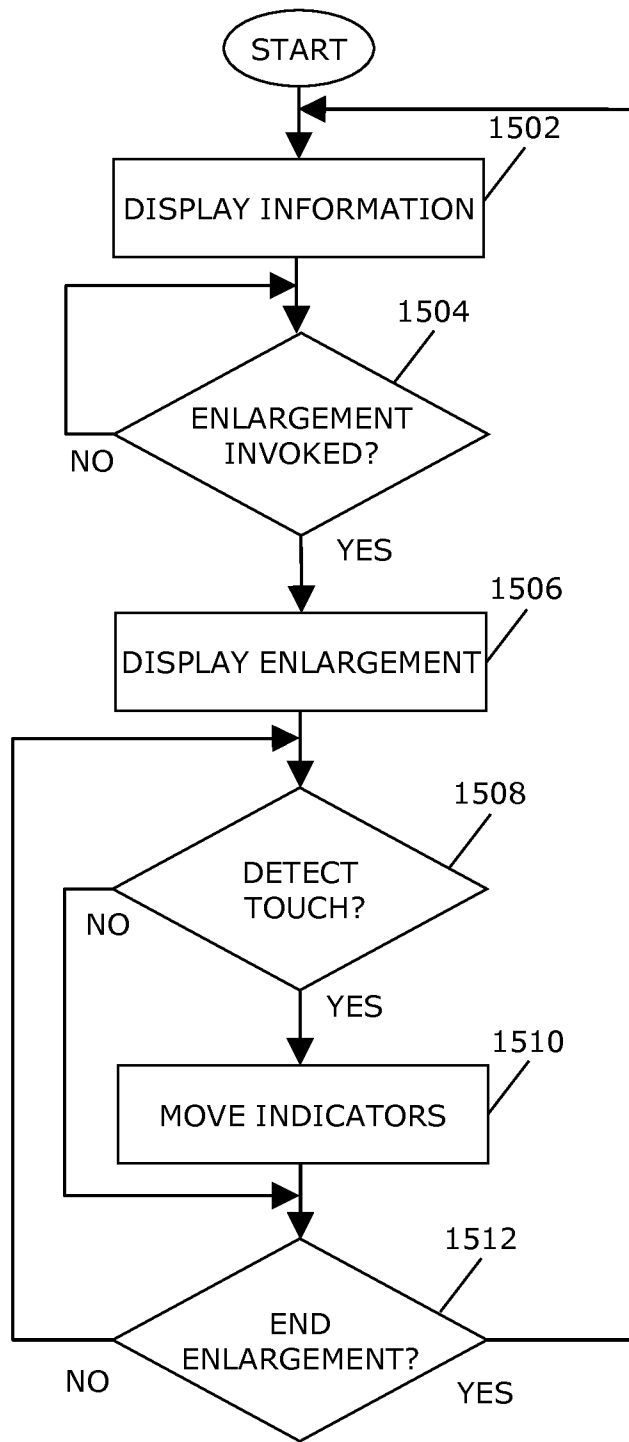 START
1502
DISPLAY INFORMATION
1504
ENLARGEMENT
INVOKED?
NO
YES
1506
DISPLAY ENLARGEMENT
1508
DETECT
TOUCH?
NO
YES
1510
MOVE INDICATORS
1512
END
ENLARGEMENT?
NO
YES